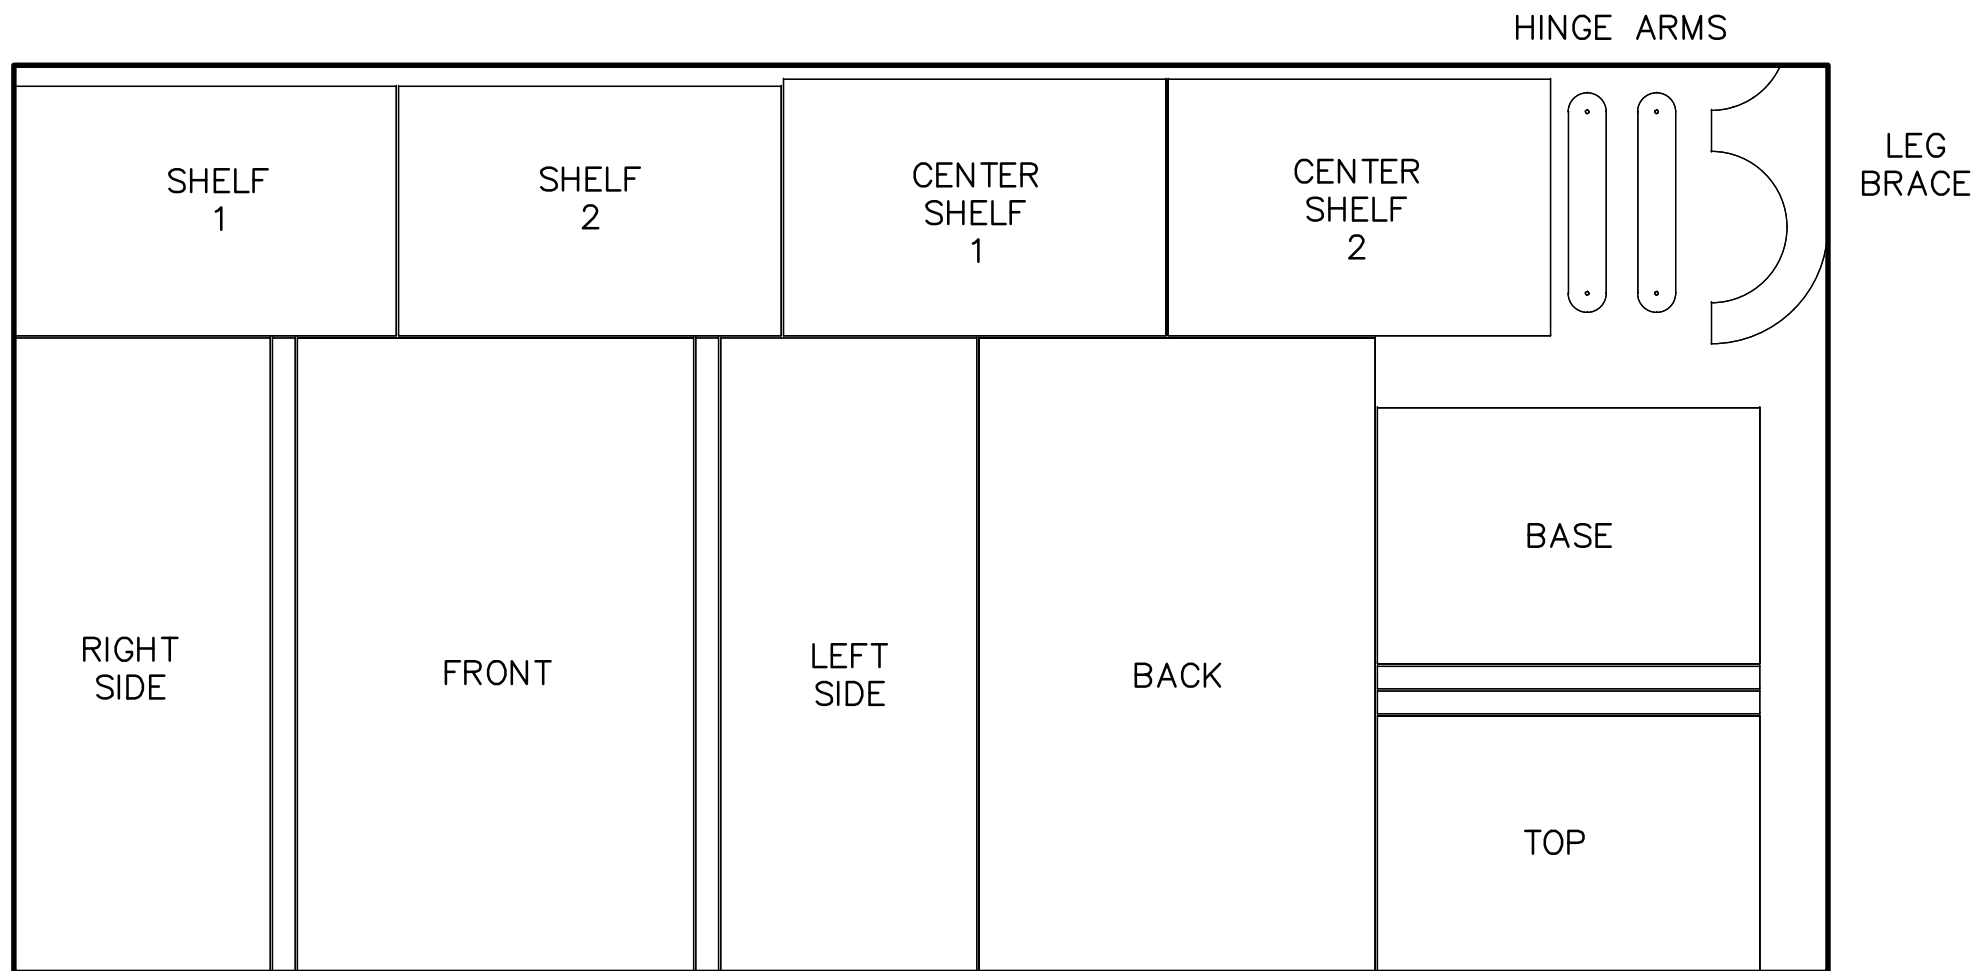 HINGE ARMS
LEG
BRACE
SHELF
1
SHELF
2
CENTER
SHELF
1
CENTER
SHELF
2
RIGHT
SIDE
FRONT
LEFT
SIDE
BACK
BASE
TOP